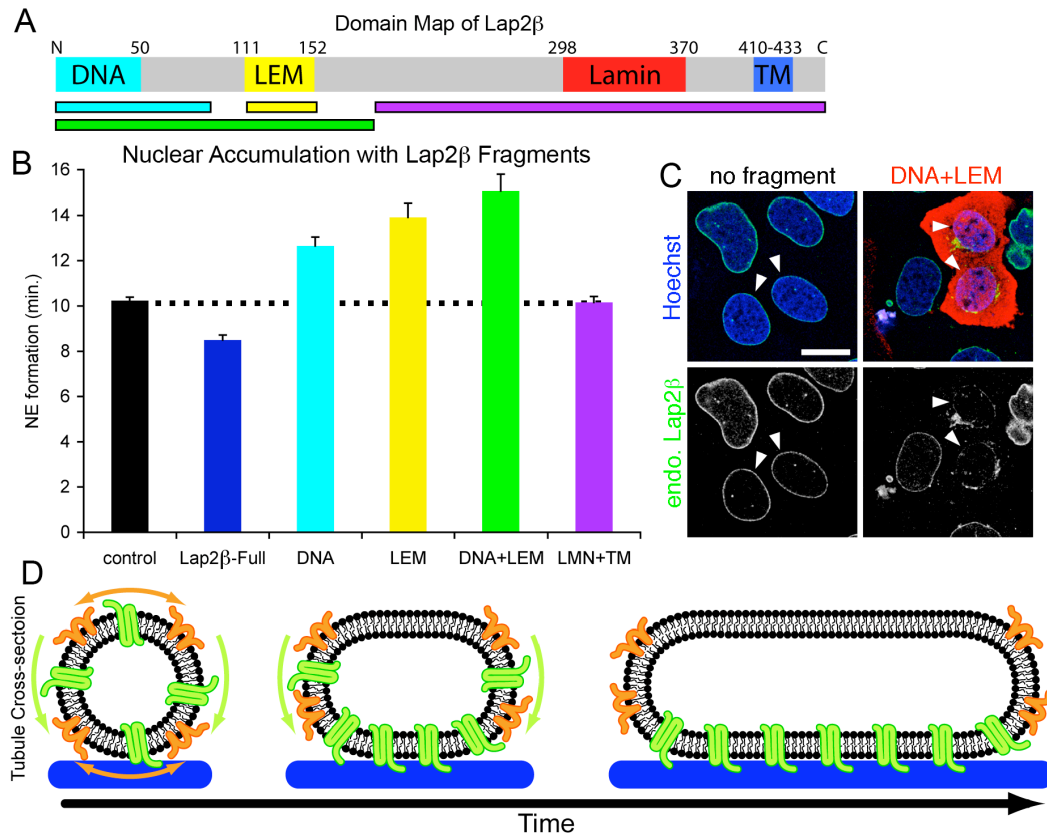 A
Domain Map of Lap2β
N 50 111 152 298 370 410-433 C
DNA LEM Lamin TM
B
Nuclear Accumulation with Lap2β Fragments
NE formation (min.)
16
14
12
10
8
6
4
2
0
control Lap2β-Full DNA LEM DNA+LEM LMN+TM
C
no fragment DNA+LEM
Hoechst
endo. Lap2β
D
Tubule Cross-sectoion
Time